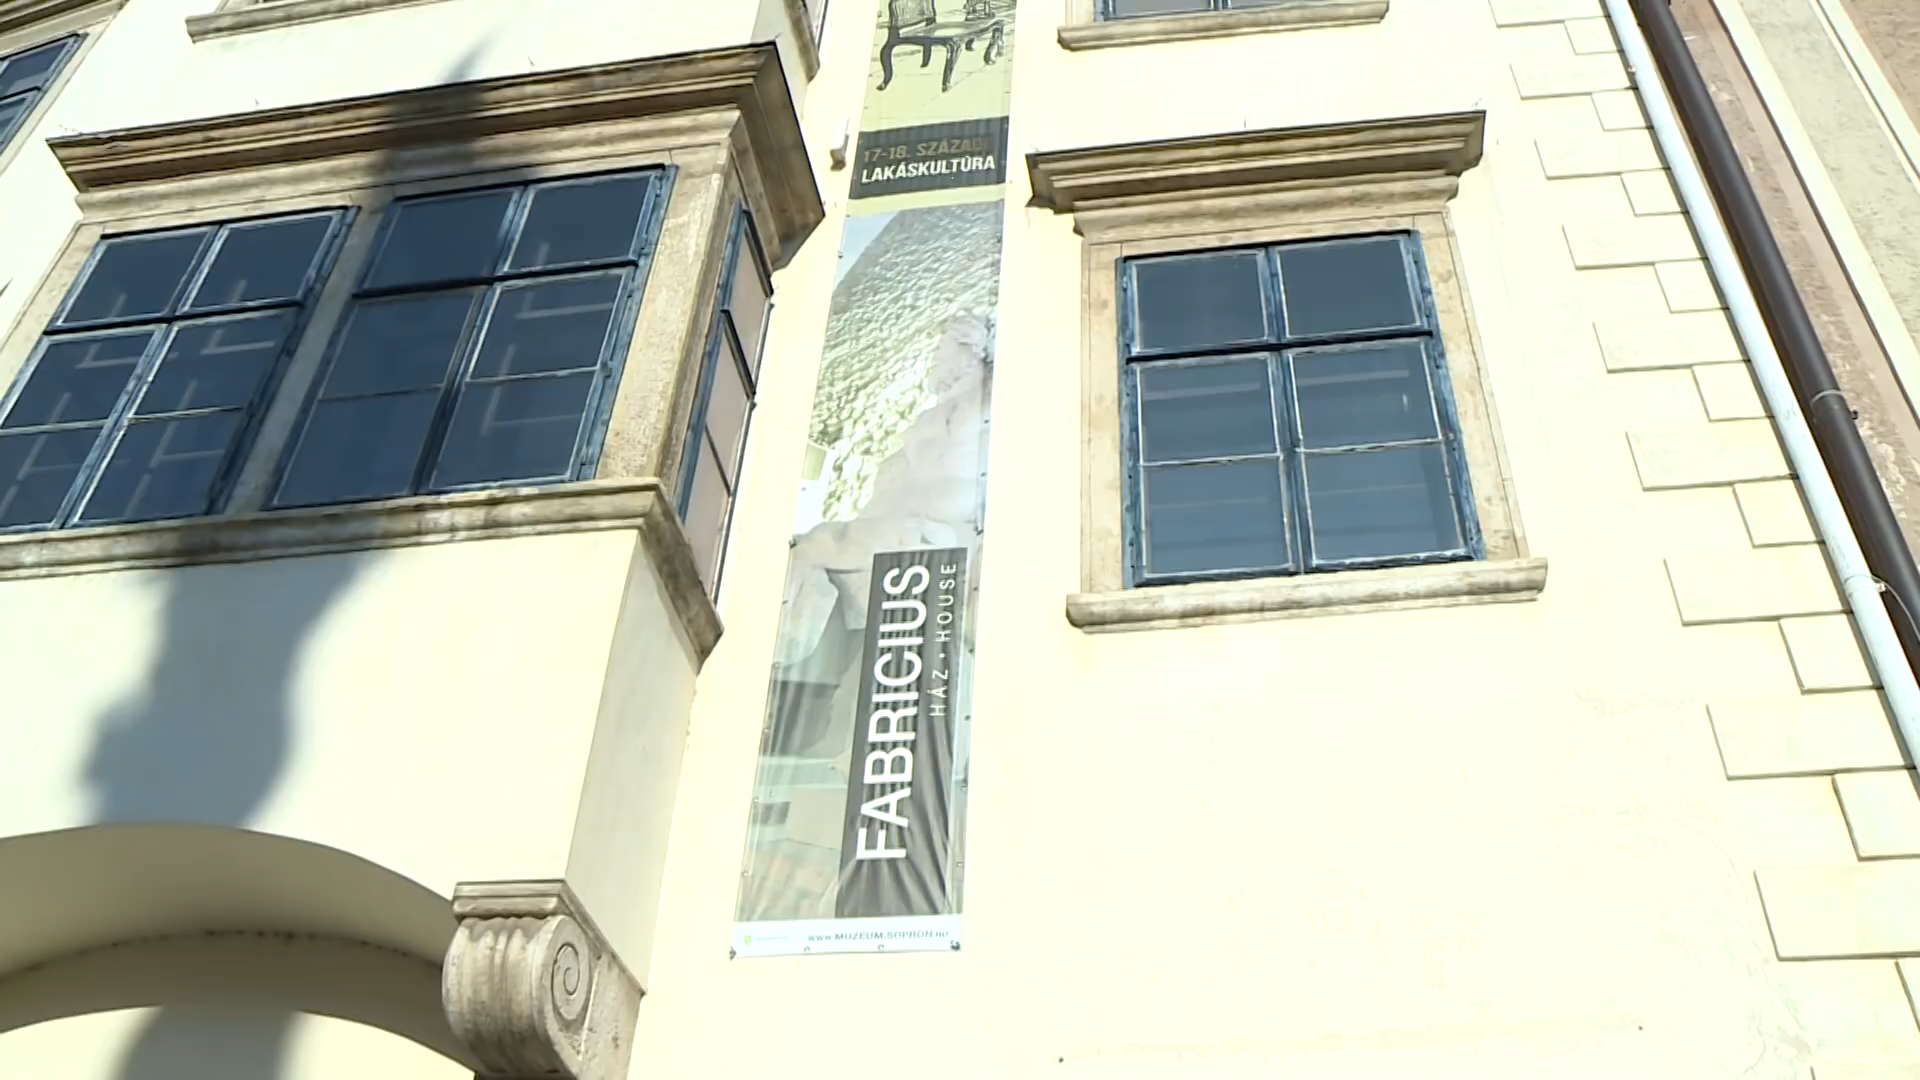 17-18. SZÁZADI
LAKÁSKULTÚRA
FABRICIUS
HÁZ • HOUSE
WWW.MUZEUM.SOPRON.HU